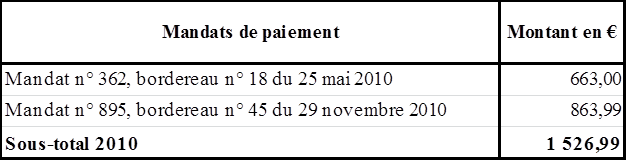 Mandats de paiement Montant en €
Mandat n° 362, bordereau n° 18 du 25 mai 2010 663,00
Mandat n° 895, bordereau n° 45 du 29 novembre 2010 863,99
Sous-total 2010 1 526,99